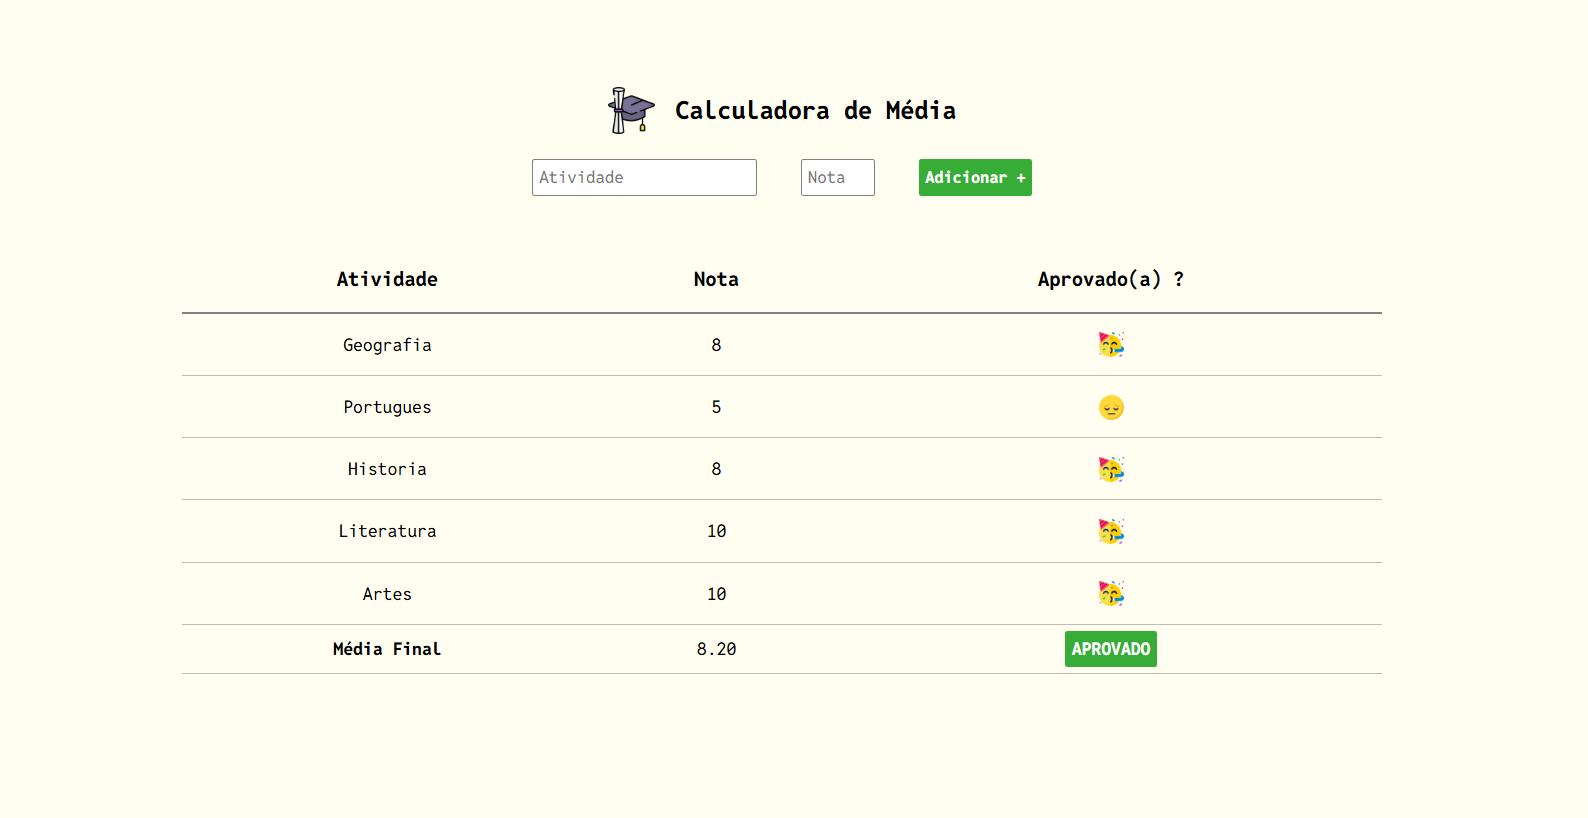 Calculadora de Média
Atividade Nota Adicionar +
Atividade Nota Aprovado(a) ?
Geografia 8
Portugues 5
Historia 8
Literatura 10
Artes 10
Média Final 8.20 APROVADO